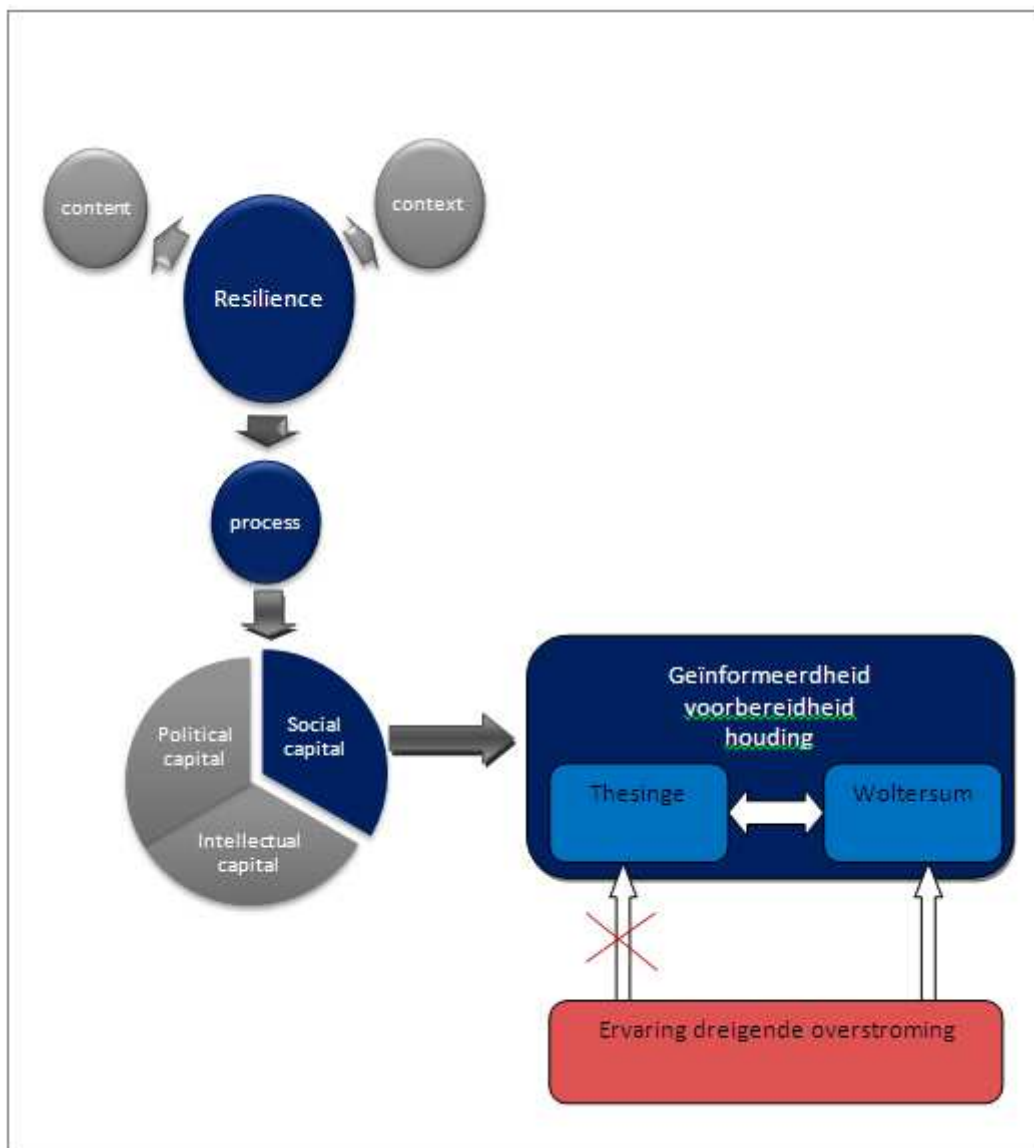 content
context
Resilience
process
Political
capital
Social
capital
Intellectual
capital
Geïnformeerdheid
voorbereidheid
houding
Thesinge
Woltersum
Ervaring dreigende overstroming